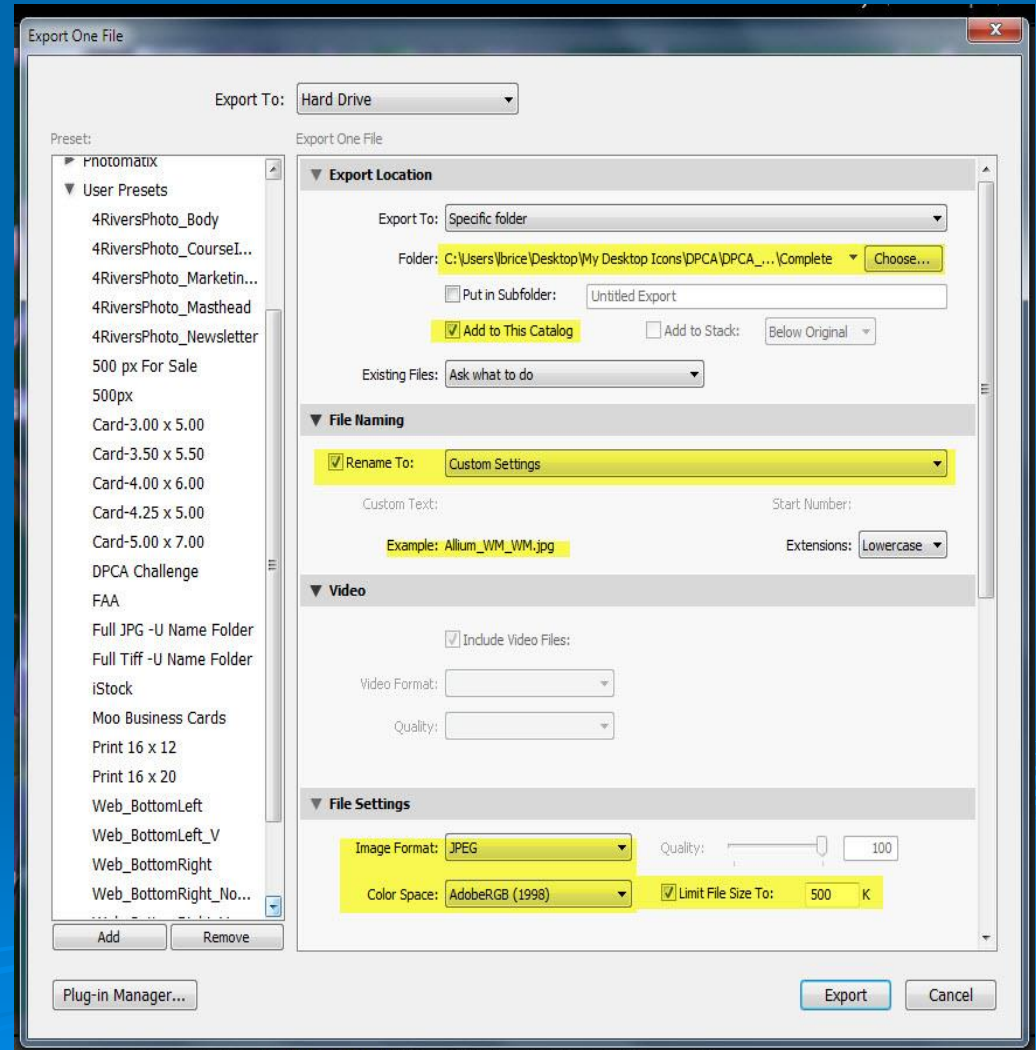 Export One File
X
Export To: Hard Drive
Preset:
Export One File
Photomatix
User Presets
4RiversPhoto_Body
4RiversPhoto_CourseI...
4RiversPhoto_Marketin...
4RiversPhoto_Masthead
4RiversPhoto_Newsletter
500 px For Sale
500px
Card-3.00 x 5.00
Card-3.50 x 5.50
Card-4.00 x 6.00
Card-4.25 x 5.00
Card-5.00 x 7.00
DPCA Challenge
FAA
Full JPG -U Name Folder
Full Tiff -U Name Folder
iStock
Moo Business Cards
Print 16 x 12
Print 16 x 20
Web_BottomLeft
Web_BottomLeft_V
Web_BottomRight
Web_BottomRight_No...
Add Remove
Export Location
Export To: Specific folder
Folder: C:\Users\lbrice\Desktop\My Desktop Icons\DPCA\DPCA_...\Complete Choose...
Put in Subfolder: Untitled Export
Add to This Catalog Add to Stack: Below Original
Existing Files: Ask what to do
File Naming
Rename To: Custom Settings
Custom Text: Start Number:
Example: Allium_WM_WM.jpg Extensions: Lowercase
Video
Include Video Files:
Video Format:
Quality:
File Settings
Image Format: JPEG Quality: 100
Color Space: AdobeRGB (1998) Limit File Size To: 500 K
Plug-in Manager... Export Cancel